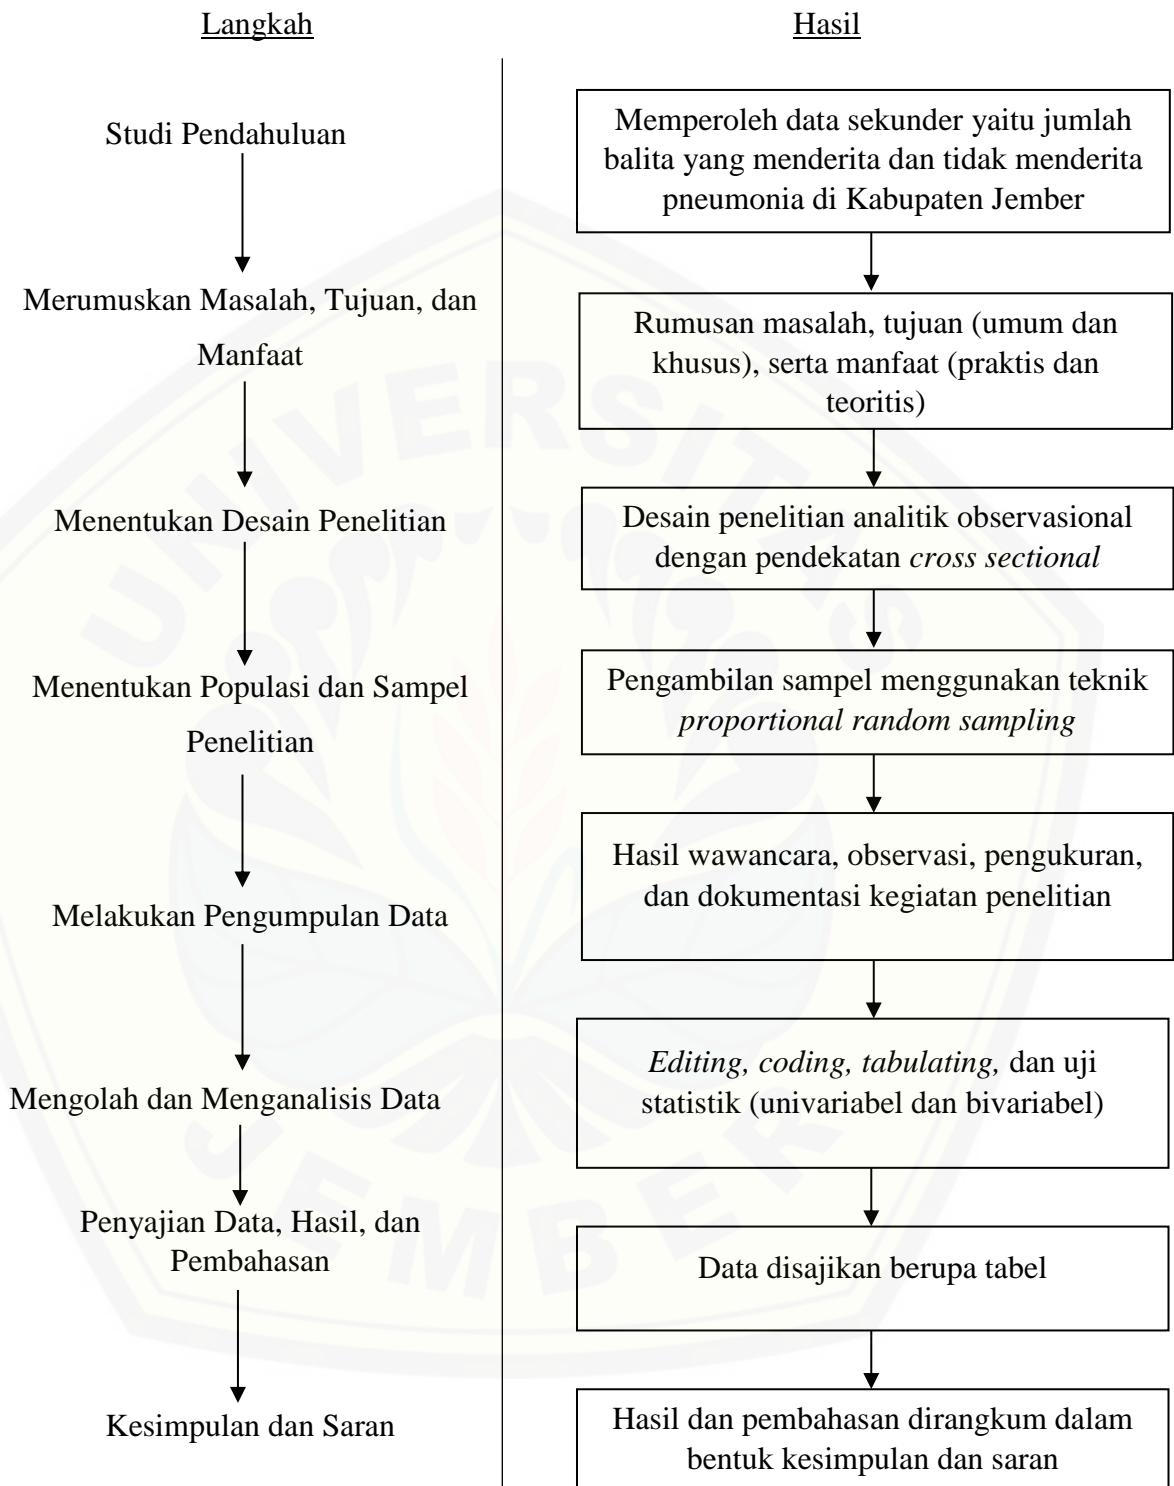 Langkah
Hasil
Studi Pendahuluan
Memperoleh data sekunder yaitu jumlah
balita yang menderita dan tidak menderita
pneumonia di Kabupaten Jember
Merumuskan Masalah, Tujuan, dan
Manfaat
Rumusan masalah, tujuan (umum dan
khusus), serta manfaat (praktis dan
teoritis)
Menentukan Desain Penelitian
Desain penelitian analitik observasional
dengan pendekatan cross sectional
Menentukan Populasi dan Sampel
Penelitian
Pengambilan sampel menggunakan teknik
proportional random sampling
Melakukan Pengumpulan Data
Hasil wawancara, observasi, pengukuran,
dan dokumentasi kegiatan penelitian
Mengolah dan Menganalisis Data
Editing, coding, tabulating, dan uji
statistik (univariabel dan bivariabel)
Penyajian Data, Hasil, dan
Pembahasan
Data disajikan berupa tabel
Kesimpulan dan Saran
Hasil dan pembahasan dirangkum dalam
bentuk kesimpulan dan saran
UNIVERSITAS
JEMBER